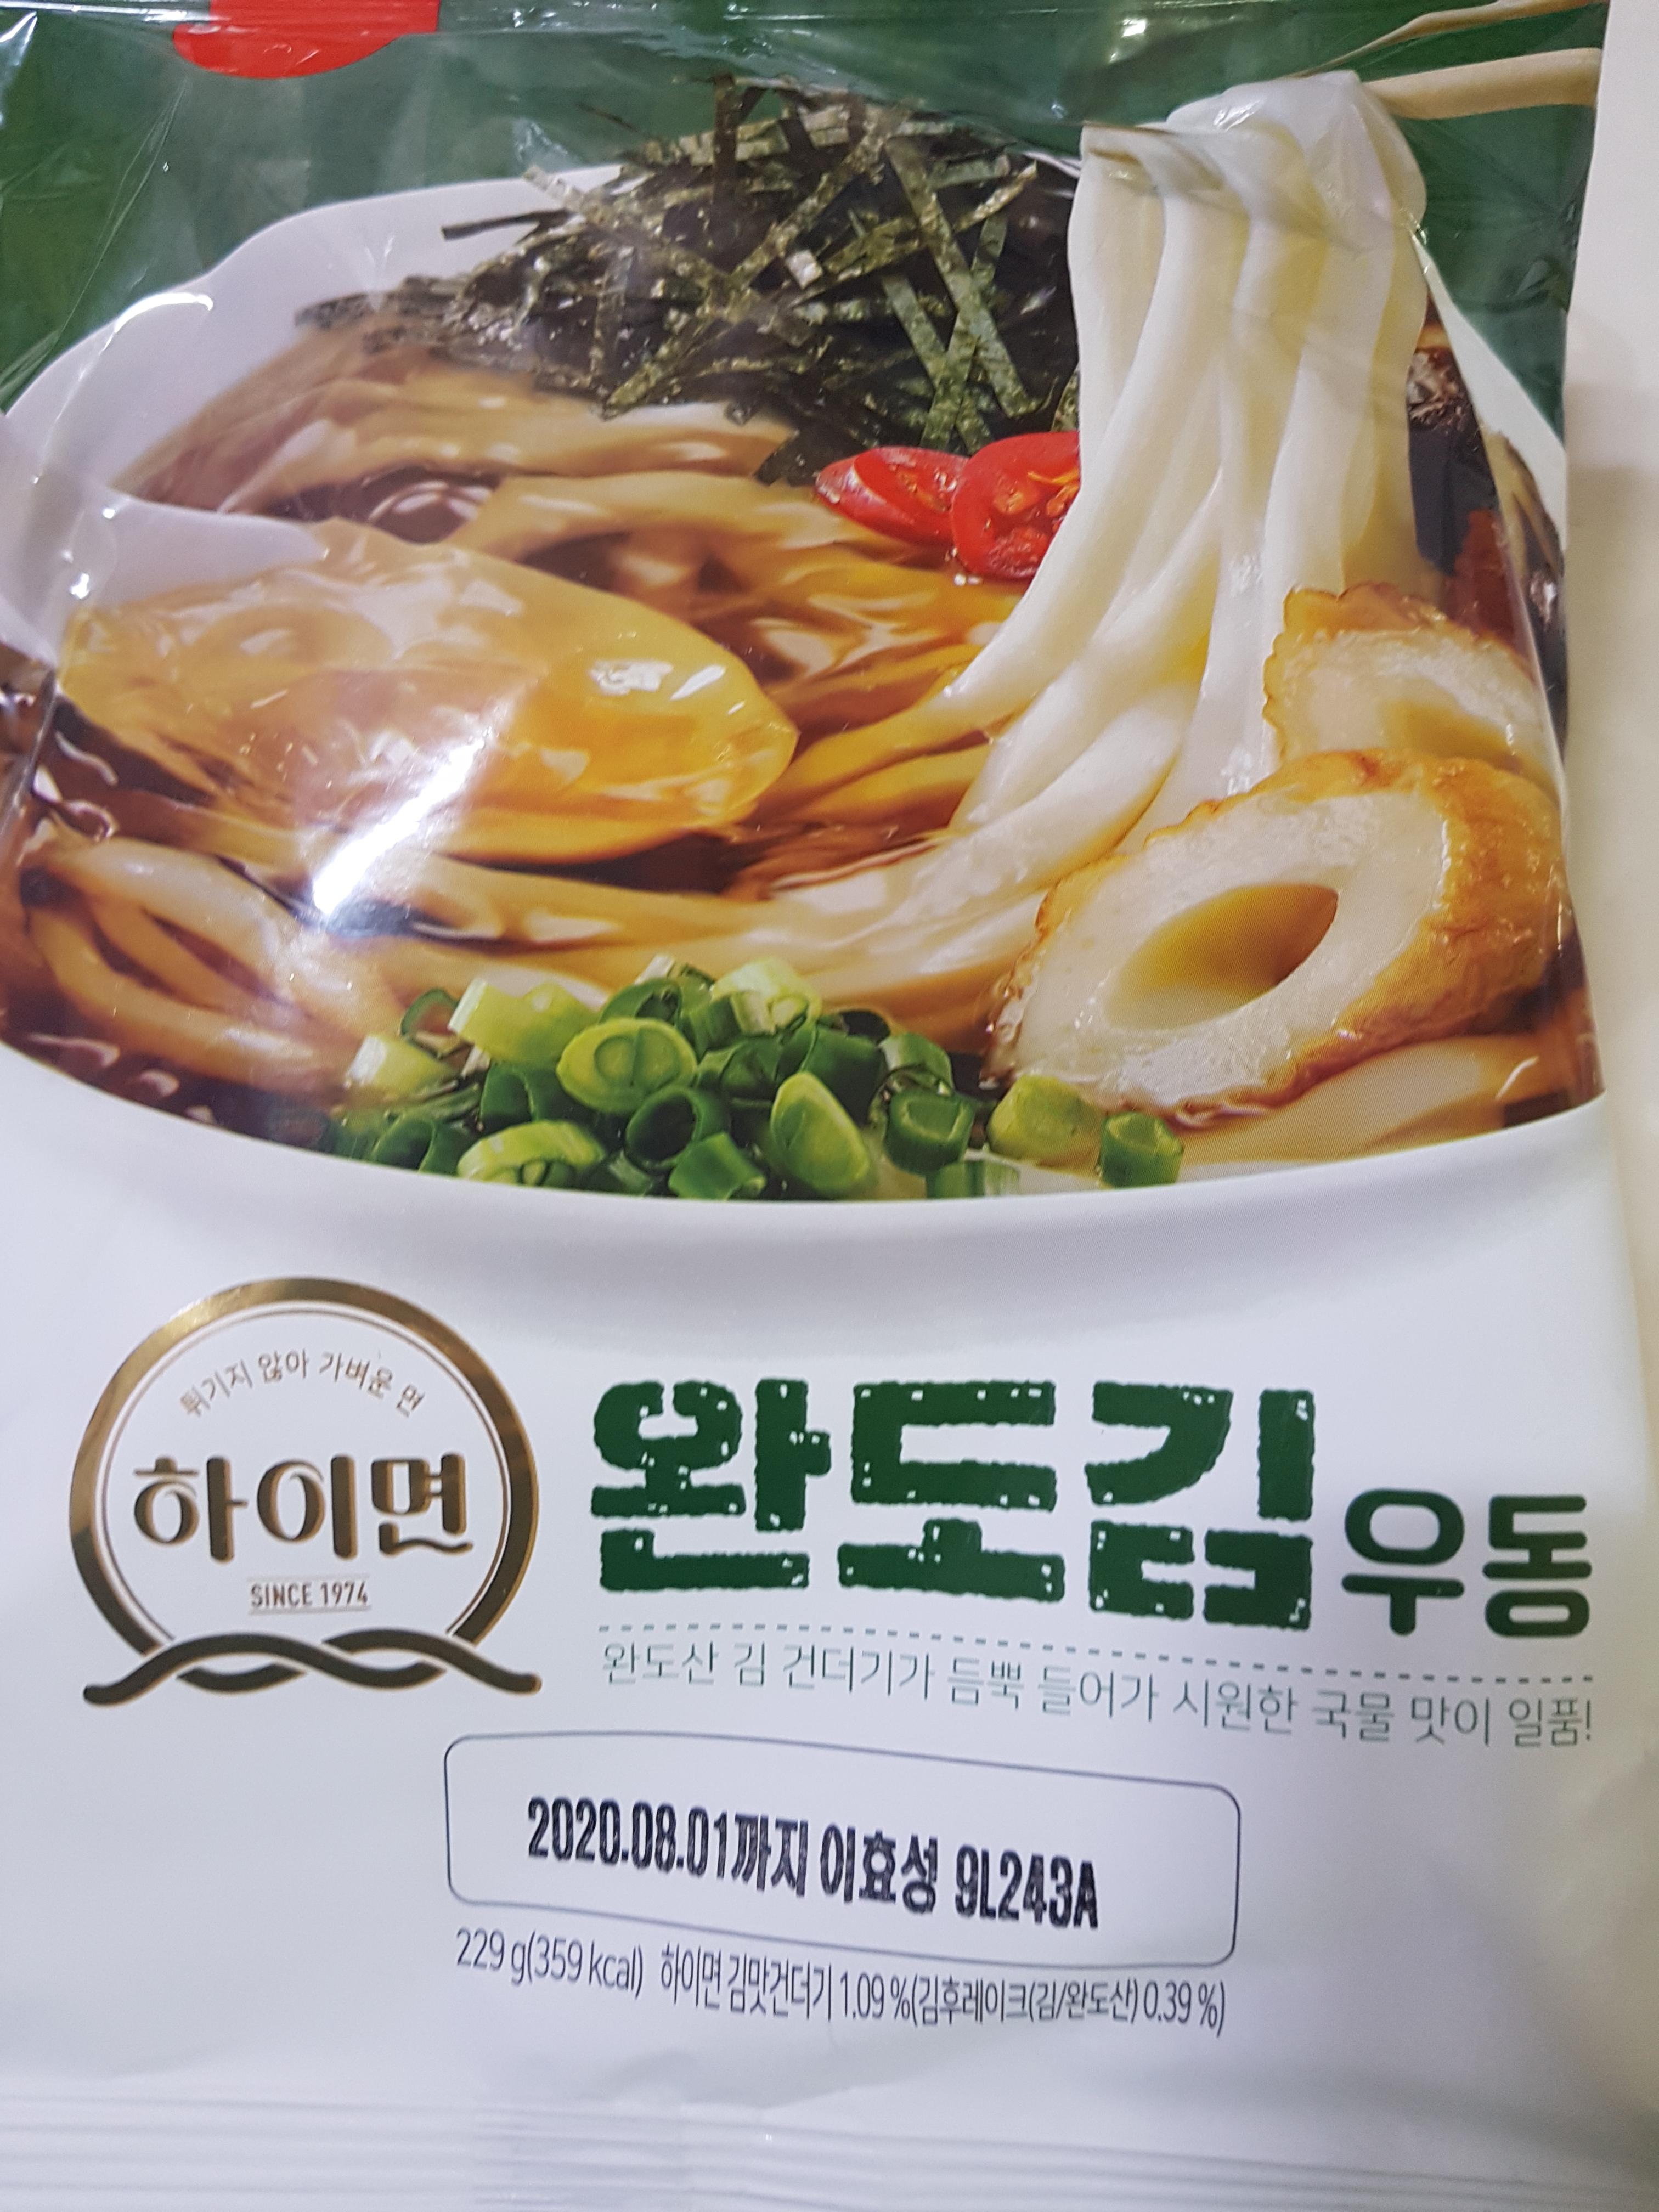 튀기지 않아 가벼운 면
하이면
SINCE 1974
완도김우동
완도산 김 건더기가 듬뿍 들어가 시원한 국물 맛이 일품!
2020.08.01까지 이효성 9L243A
229 g(359 kcal) 하이면 김맛건더기 1.09 %(김후레이크(김/완도산) 0.39 %)